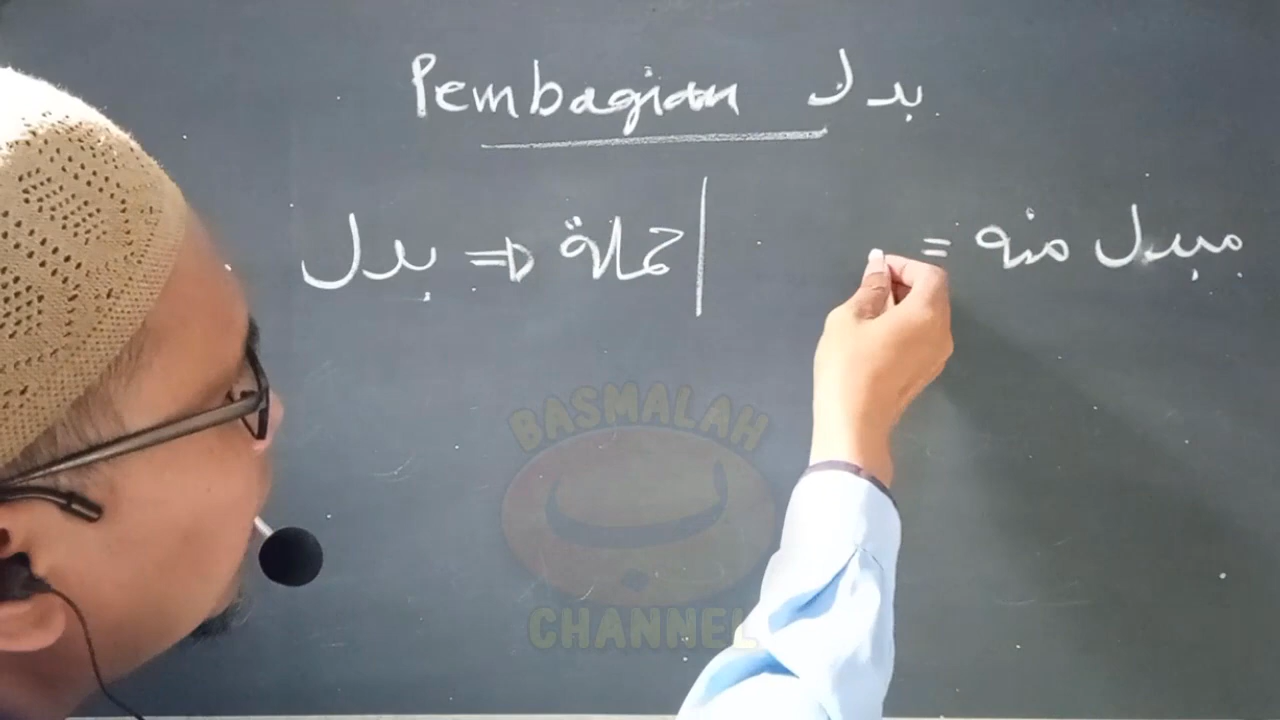 Pembagian بدل
مبدل منه = | جملة ⇒ بدل
BASMALAH
ب
CHANNEL